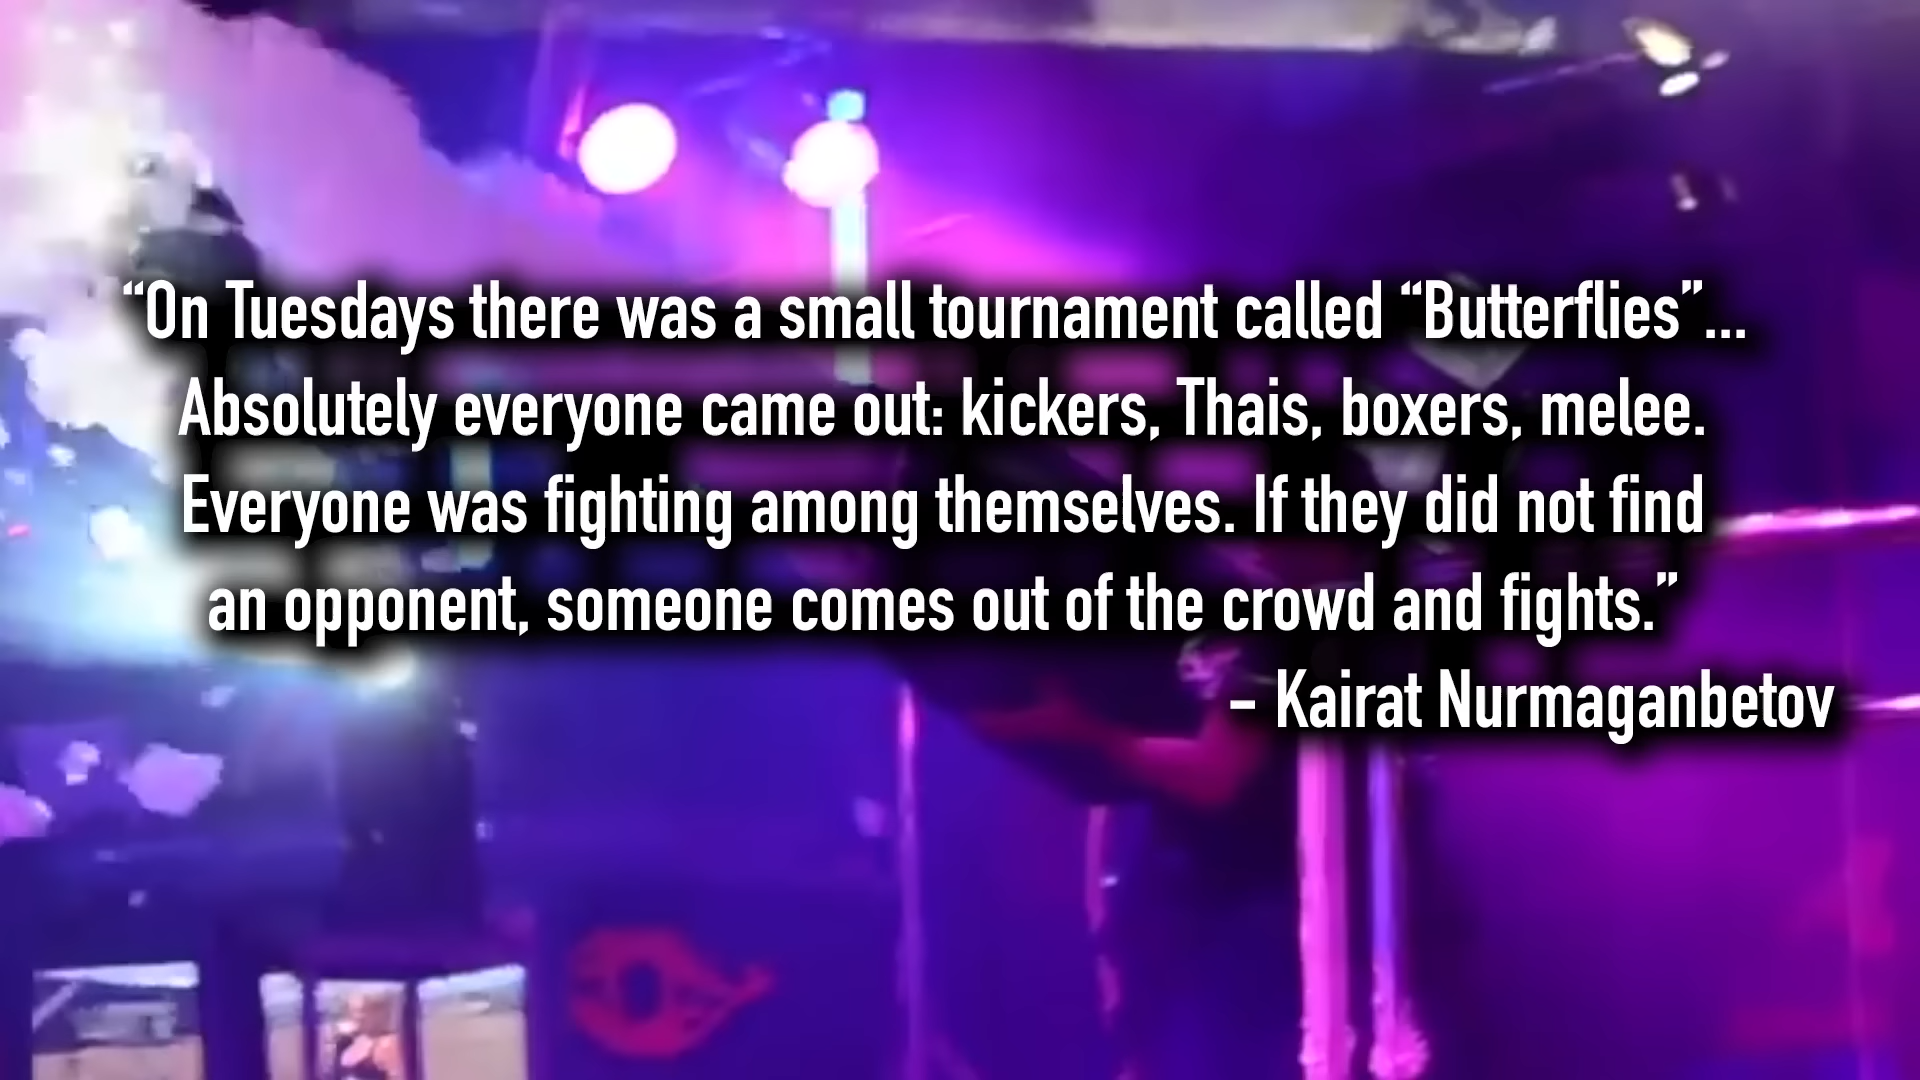 “On Tuesdays there was a small tournament called “Butterflies”...
Absolutely everyone came out: kickers, Thais, boxers, melee.
Everyone was fighting among themselves. If they did not find
an opponent, someone comes out of the crowd and fights.”
- Kairat Nurmaganbetov